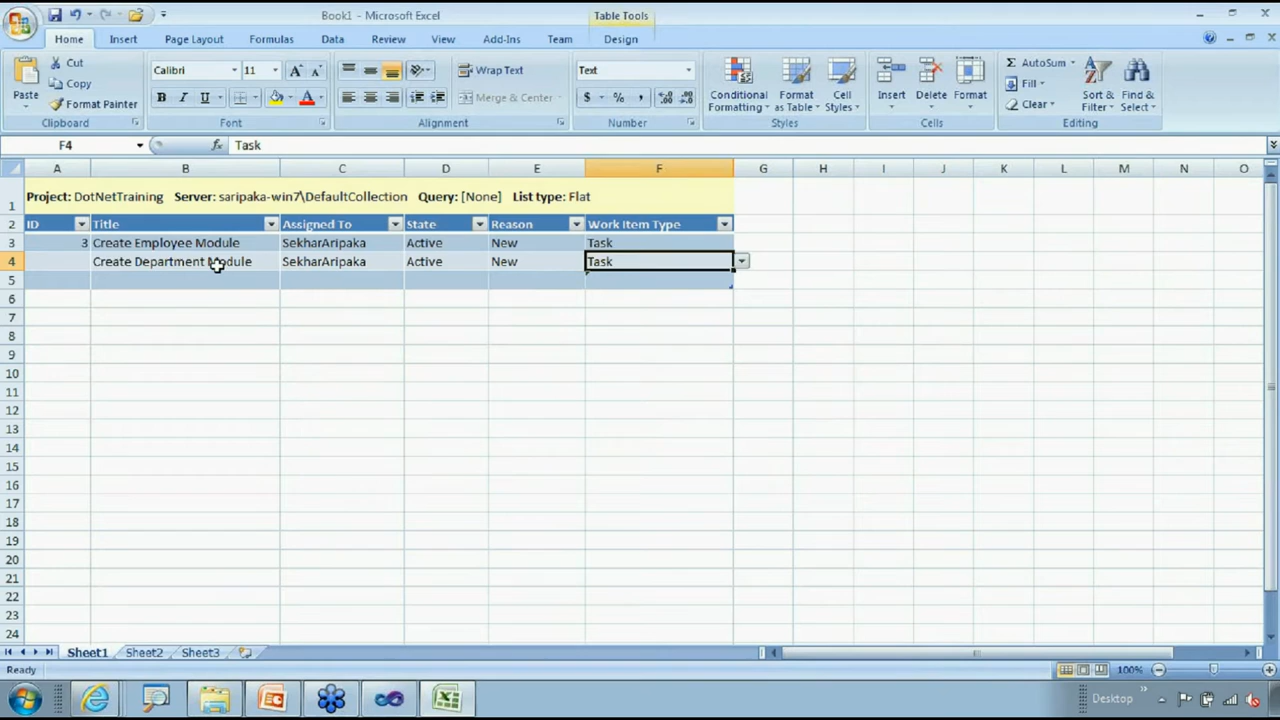 Book1 - Microsoft Excel
Table Tools
Home Insert Page Layout Formulas Data Review View Add-Ins Team Design
Paste
Cut
Copy
Format Painter
Clipboard
Calibri 11
B I U
Font
Wrap Text
Merge & Center
Alignment
Text
$ % ,
Number
Conditional Formatting
Format as Table
Cell Styles
Styles
Insert Delete Format
Cells
AutoSum
Fill
Clear
Sort & Filter
Find & Select
Editing
F4 fx Task
A B C D E F G H I J K L M N O
1 Project: DotNetTraining Server: saripaka-win7\DefaultCollection Query: [None] List type: Flat
2 ID Title Assigned To State Reason Work Item Type
3 3 Create Employee Module SekharAripaka Active New Task
4 Create Department Module SekharAripaka Active New Task
5
6
7
8
9
10
11
12
13
14
15
16
17
18
19
20
21
22
23
24
Sheet1 Sheet2 Sheet3
Ready 100%
Desktop